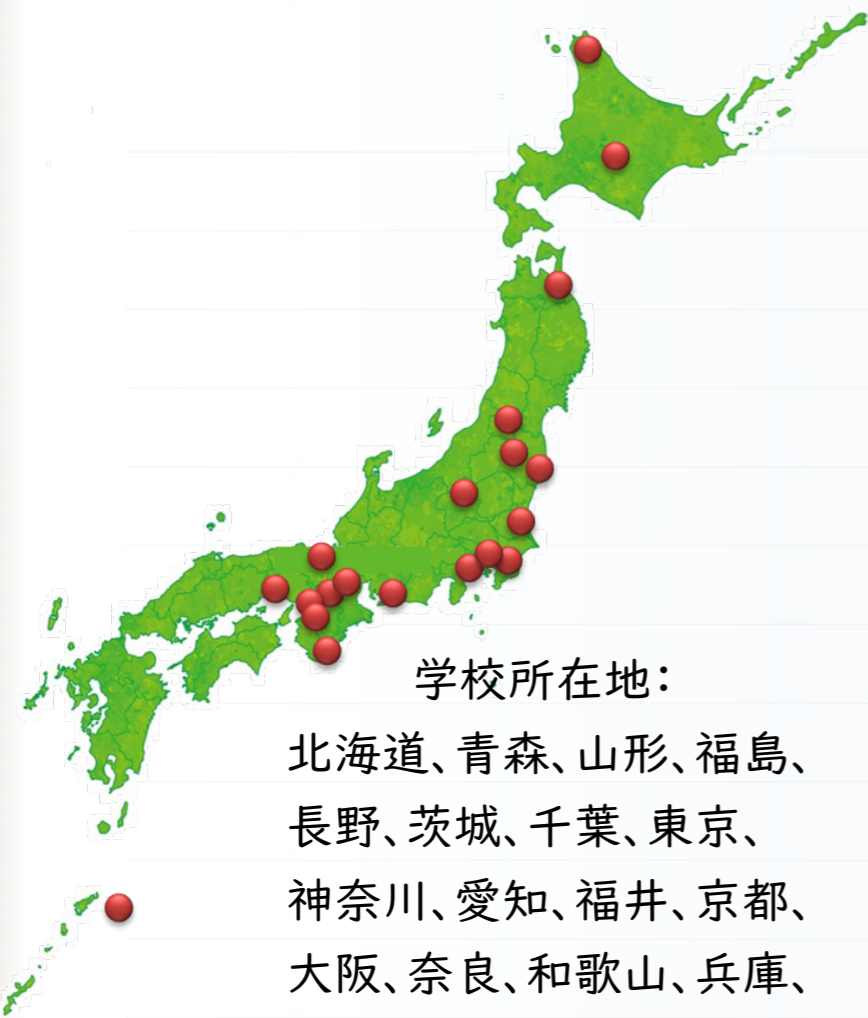 学校所在地：
北海道、青森、山形、福島、
長野、茨城、千葉、東京、
神奈川、愛知、福井、京都、
大阪、奈良、和歌山、兵庫、